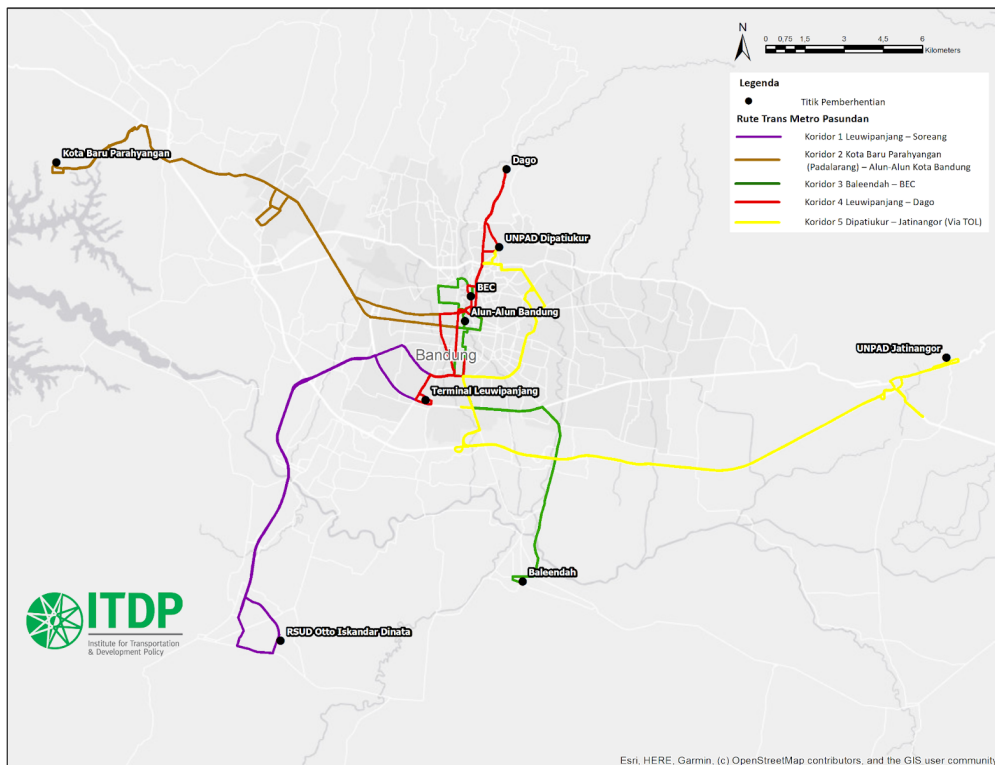 N
0 0,75 1,5 3 4,5 6
Kilometers
Legenda
Titik Pemberhentian
Rute Trans Metro Pasundan
Koridor 1 Leuwipanjang – Soreang
Koridor 2 Kota Baru Parahyangan
(Padalarang) – Alun-Alun Kota Bandung
Koridor 3 Baleendah – BEC
Koridor 4 Leuwipanjang – Dago
Koridor 5 Dipatiukur – Jatinangor (Via TOL)
Kota Baru Parahyangan
Dago
UNPAD Dipatiukur
BEC
Alun-Alun Bandung
Bandung
UNPAD Jatinangor
Terminal Leuwipanjang
Baleendah
ITDP
Institute for Transportation
& Development Policy
RSUD Otto Iskandar Dinata
Esri, HERE, Garmin, (c) OpenStreetMap contributors, and the GIS user community